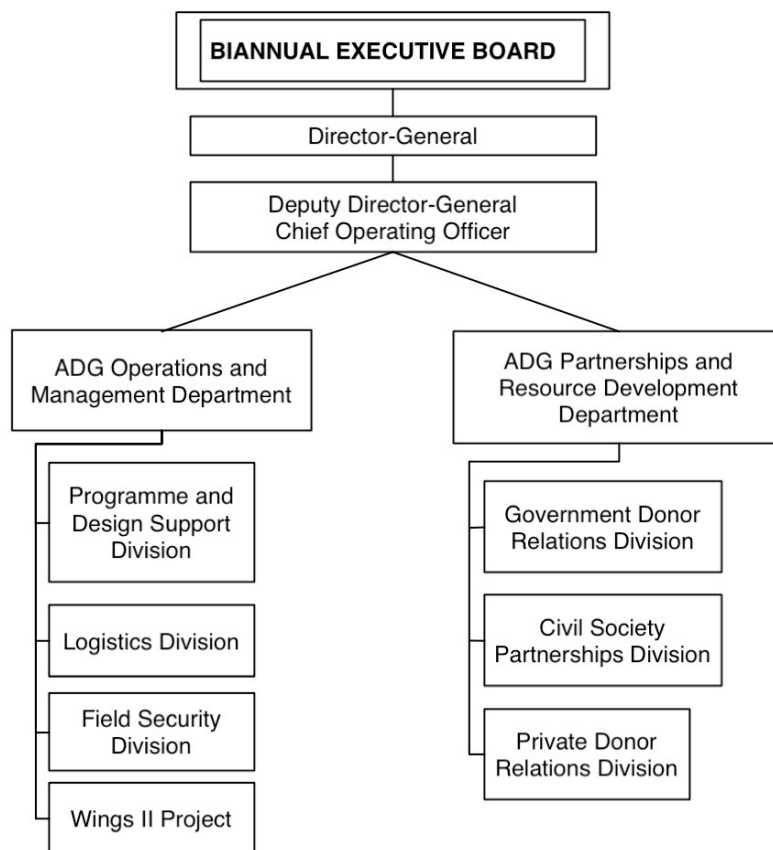 BIANNUAL EXECUTIVE BOARD
Director-General
Deputy Director-General
Chief Operating Officer
ADG Operations and
Management Department
Programme and
Design Support
Division
Logistics Division
Field Security
Division
Wings II Project
ADG Partnerships and
Resource Development
Department
Government Donor
Relations Division
Civil Society
Partnerships Division
Private Donor
Relations Division